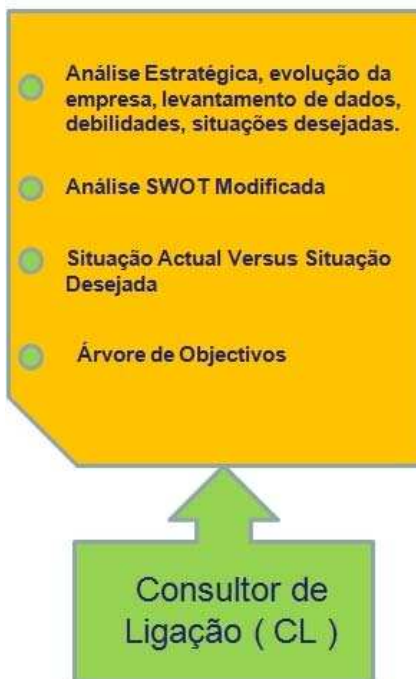 Análise Estratégica, evolução da
empresa, levantamento de dados,
debilidades, situações desejadas.
Análise SWOT Modificada
Situação Actual Versus Situação
Desejada
Árvore de Objectivos
Consultor de
Ligação ( CL )